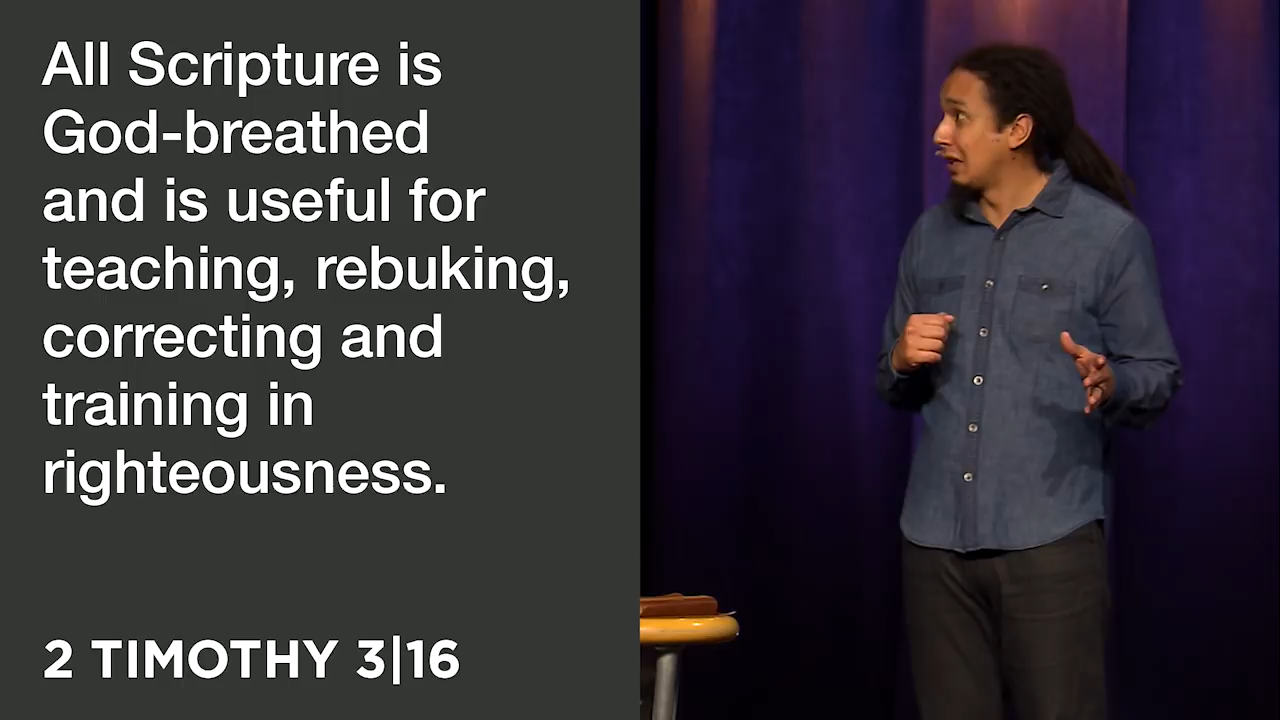 All Scripture is
God-breathed
and is useful for
teaching, rebuking,
correcting and
training in
righteousness.
2 TIMOTHY 3|16